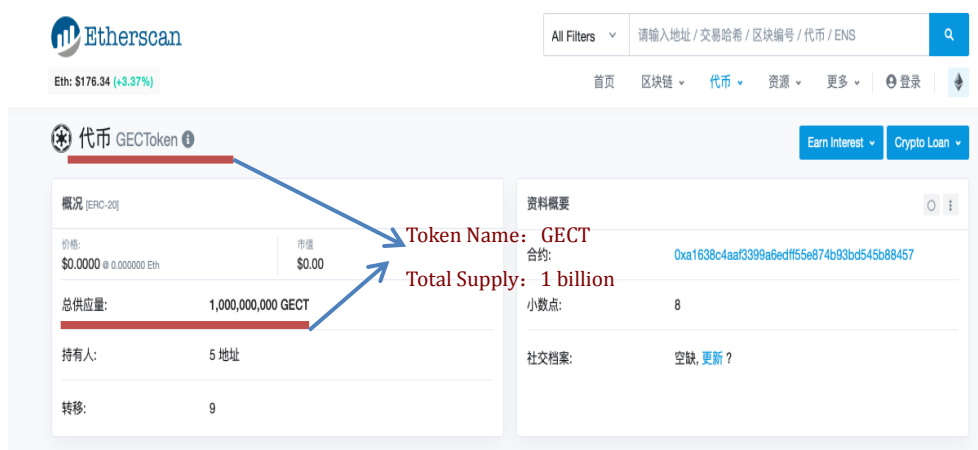 Etherscan
All Filters 请输入地址 / 交易哈希 / 区块编号 / 代币 / ENS
Eth: $176.34 (+3.37%)
首页 区块链 代币 资源 更多 登录
代币 GECToken
Earn Interest Crypto Loan
概况 [ERC-20]
价格:
$0.0000 @ 0.000000 Eth
市值
$0.00
总供应量: 1,000,000,000 GECT
持有人: 5 地址
转移: 9
Token Name：GECT
Total Supply：1 billion
资料概要
合约: 0xa1638c4aaf3399a6edff55e874b93bd545b88457
小数点: 8
社交档案: 空缺, 更新 ?